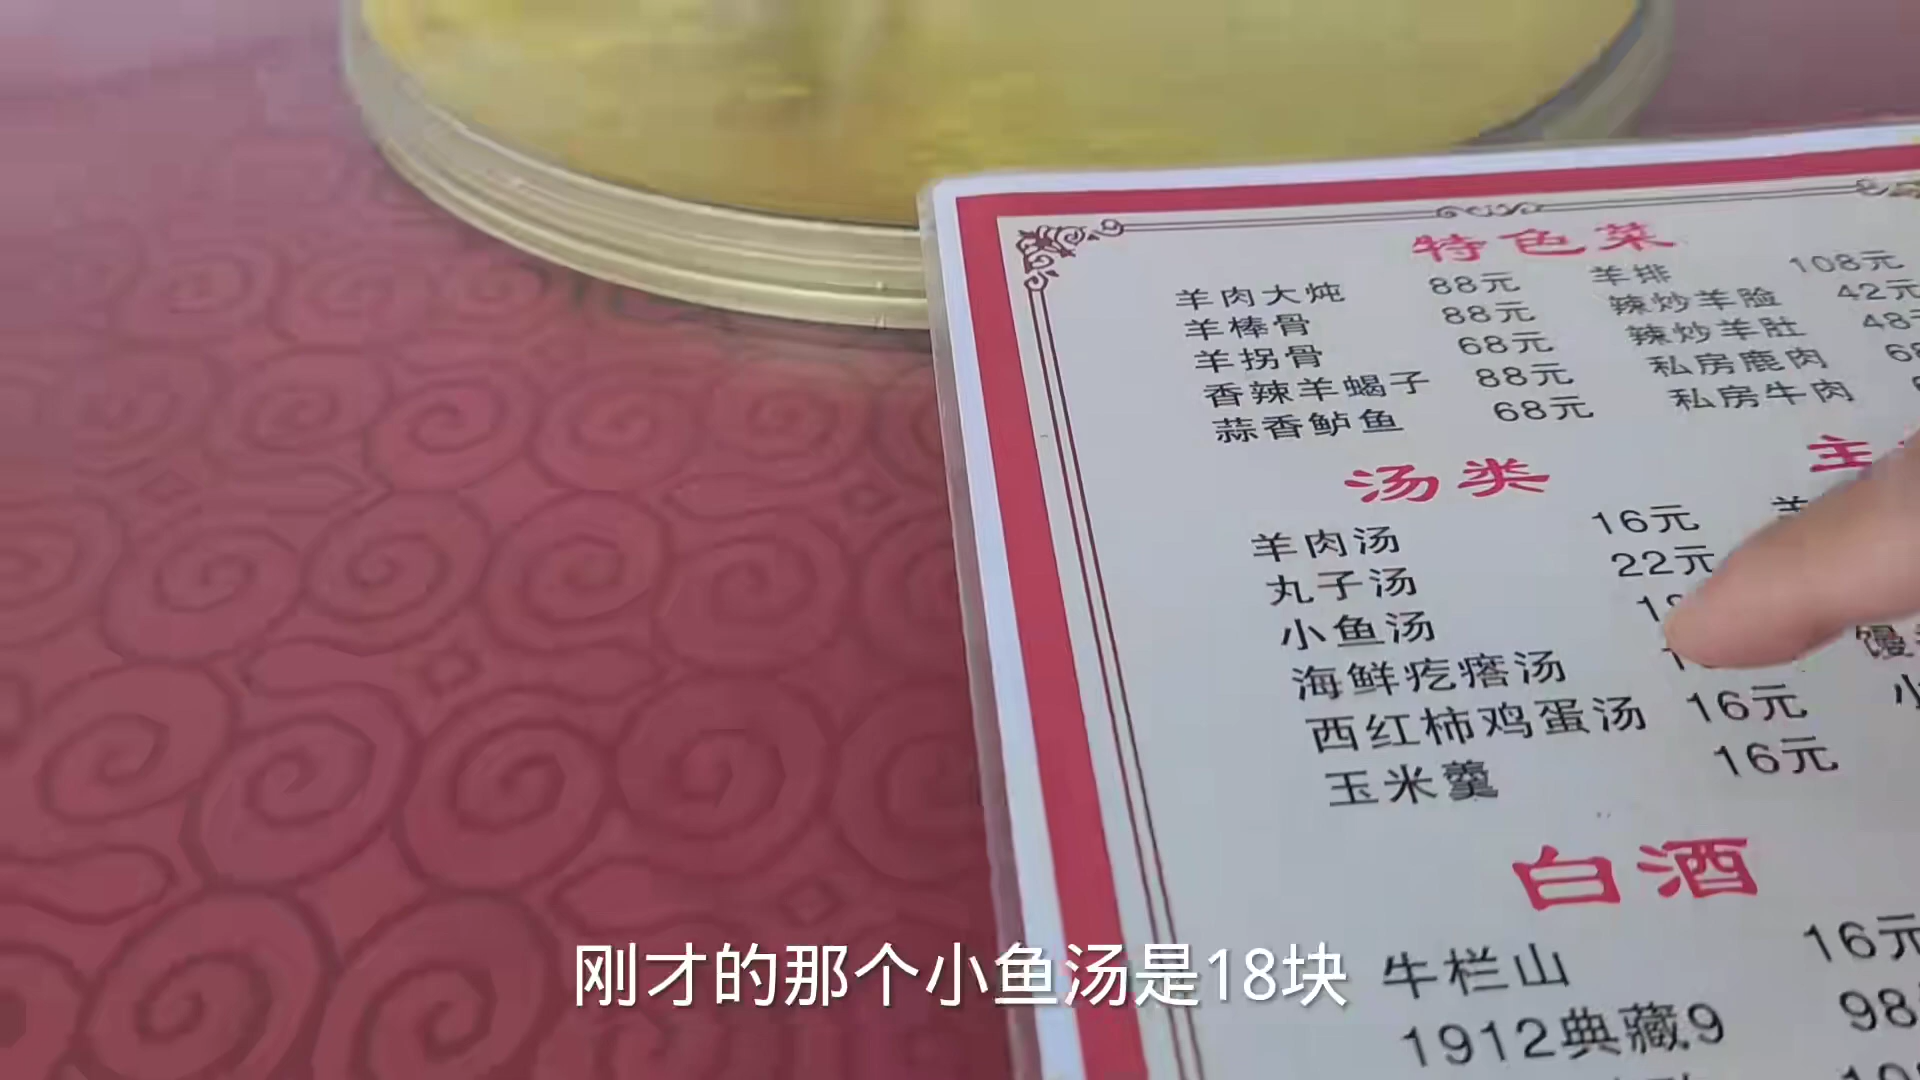 特色菜
羊肉大炖 88元 羊排 108元
羊棒骨 88元 辣炒羊脸 42元
羊拐骨 68元 辣炒羊肚 48元
香辣羊蝎子 88元 私房鹿肉
蒜香鲈鱼 68元 私房牛肉
汤类 主
羊肉汤 16元
丸子汤 22元
小鱼汤
海鲜疙瘩汤
西红柿鸡蛋汤 16元
玉米羹 16元
白酒
牛栏山 16元
1912典藏9 98
刚才的那个小鱼汤是18块